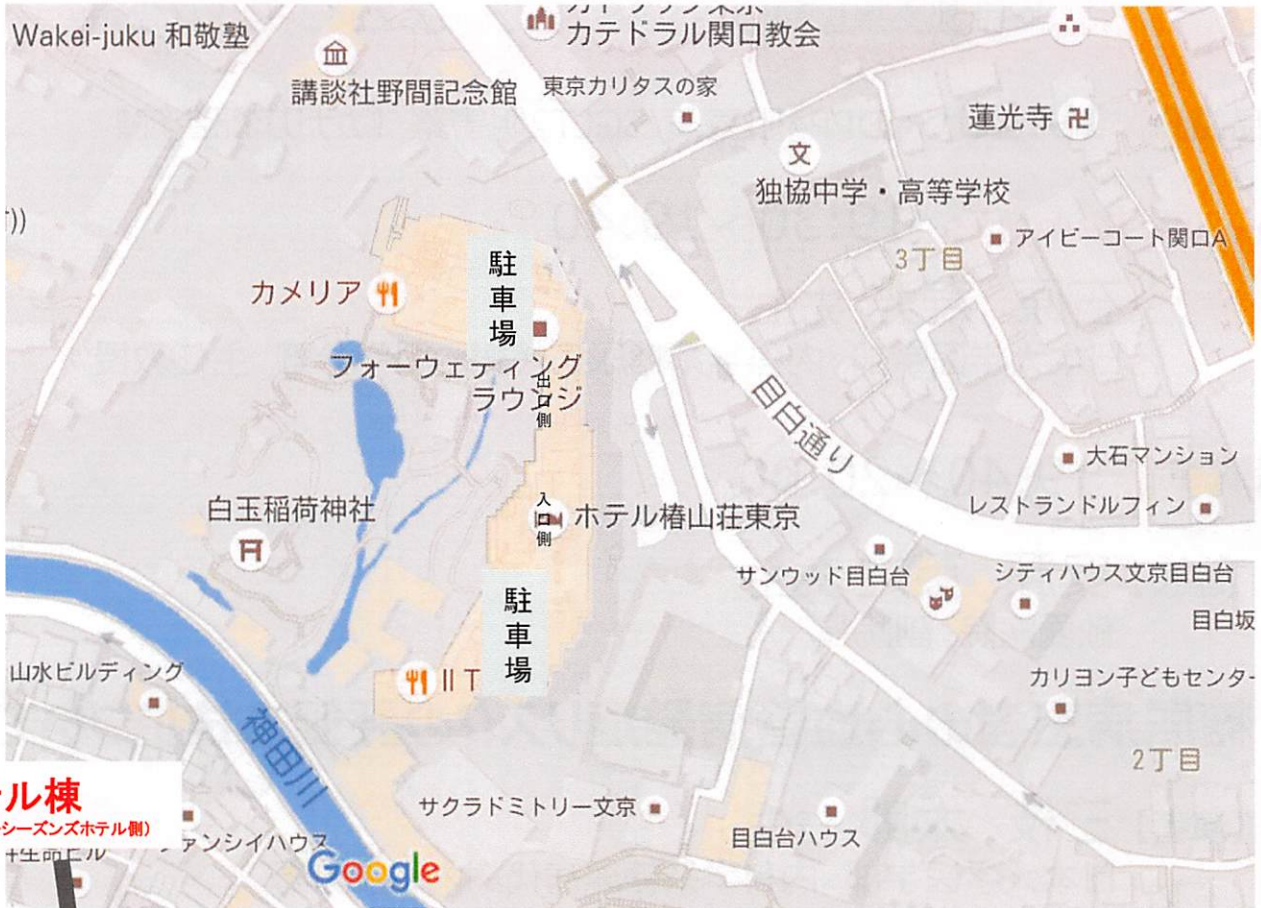 Wakei-juku 和敬塾
カテドラル関口教会
講談社野間記念館
東京カリタスの家
蓮光寺
文
独協中学・高等学校
アイビーコート関口A
3丁目
カメリア
駐車場
フォーウェディング
ラウンジ
出口側
目白通り
大石マンション
レストランドルフィン
白玉稲荷神社
入口側
ホテル椿山荘東京
サンウッド目白台
シティハウス文京目白台
目白坂
駐車場
山水ビルディング
II T
カリヨン子どもセンター
神田川
2丁目
ル棟
シーズンズホテル側)
サクラドミトリー文京
目白台ハウス
ファンシイハウス
生命ビル
Google